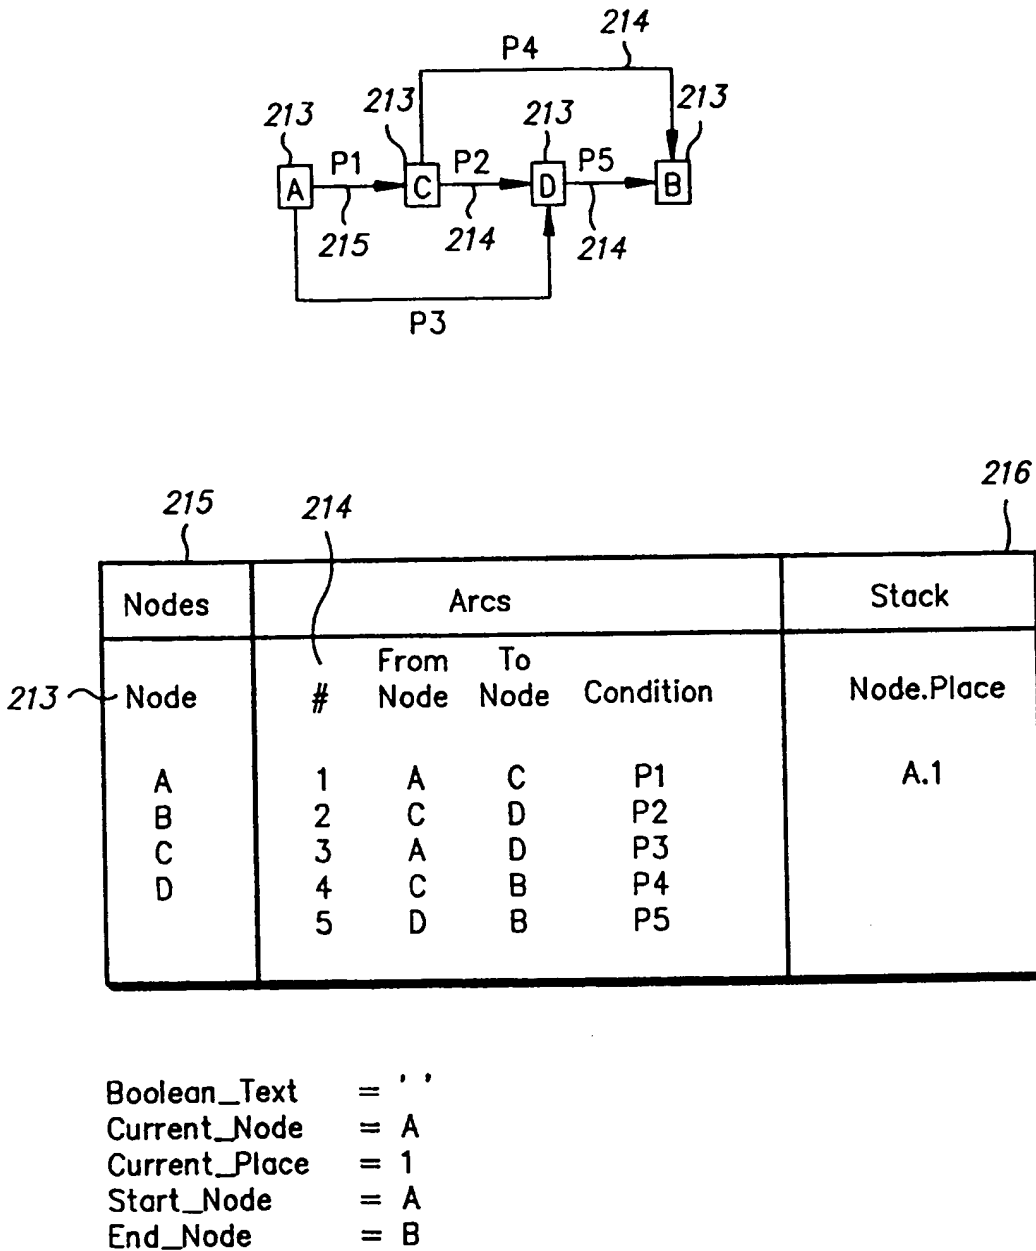 214
P4
213 213 213 213
P1 P2 P5
A C D B
215 214 214
P3
216
215 214
Nodes Arcs Stack
From To
213 Node # Node Node Condition Node.Place
A 1 A C P1 A.1
B 2 C D P2
C 3 A D P3
D 4 C B P4
5 D B P5
Boolean_Text = ' '
Current_Node = A
Current_Place = 1
Start_Node = A
End_Node = B